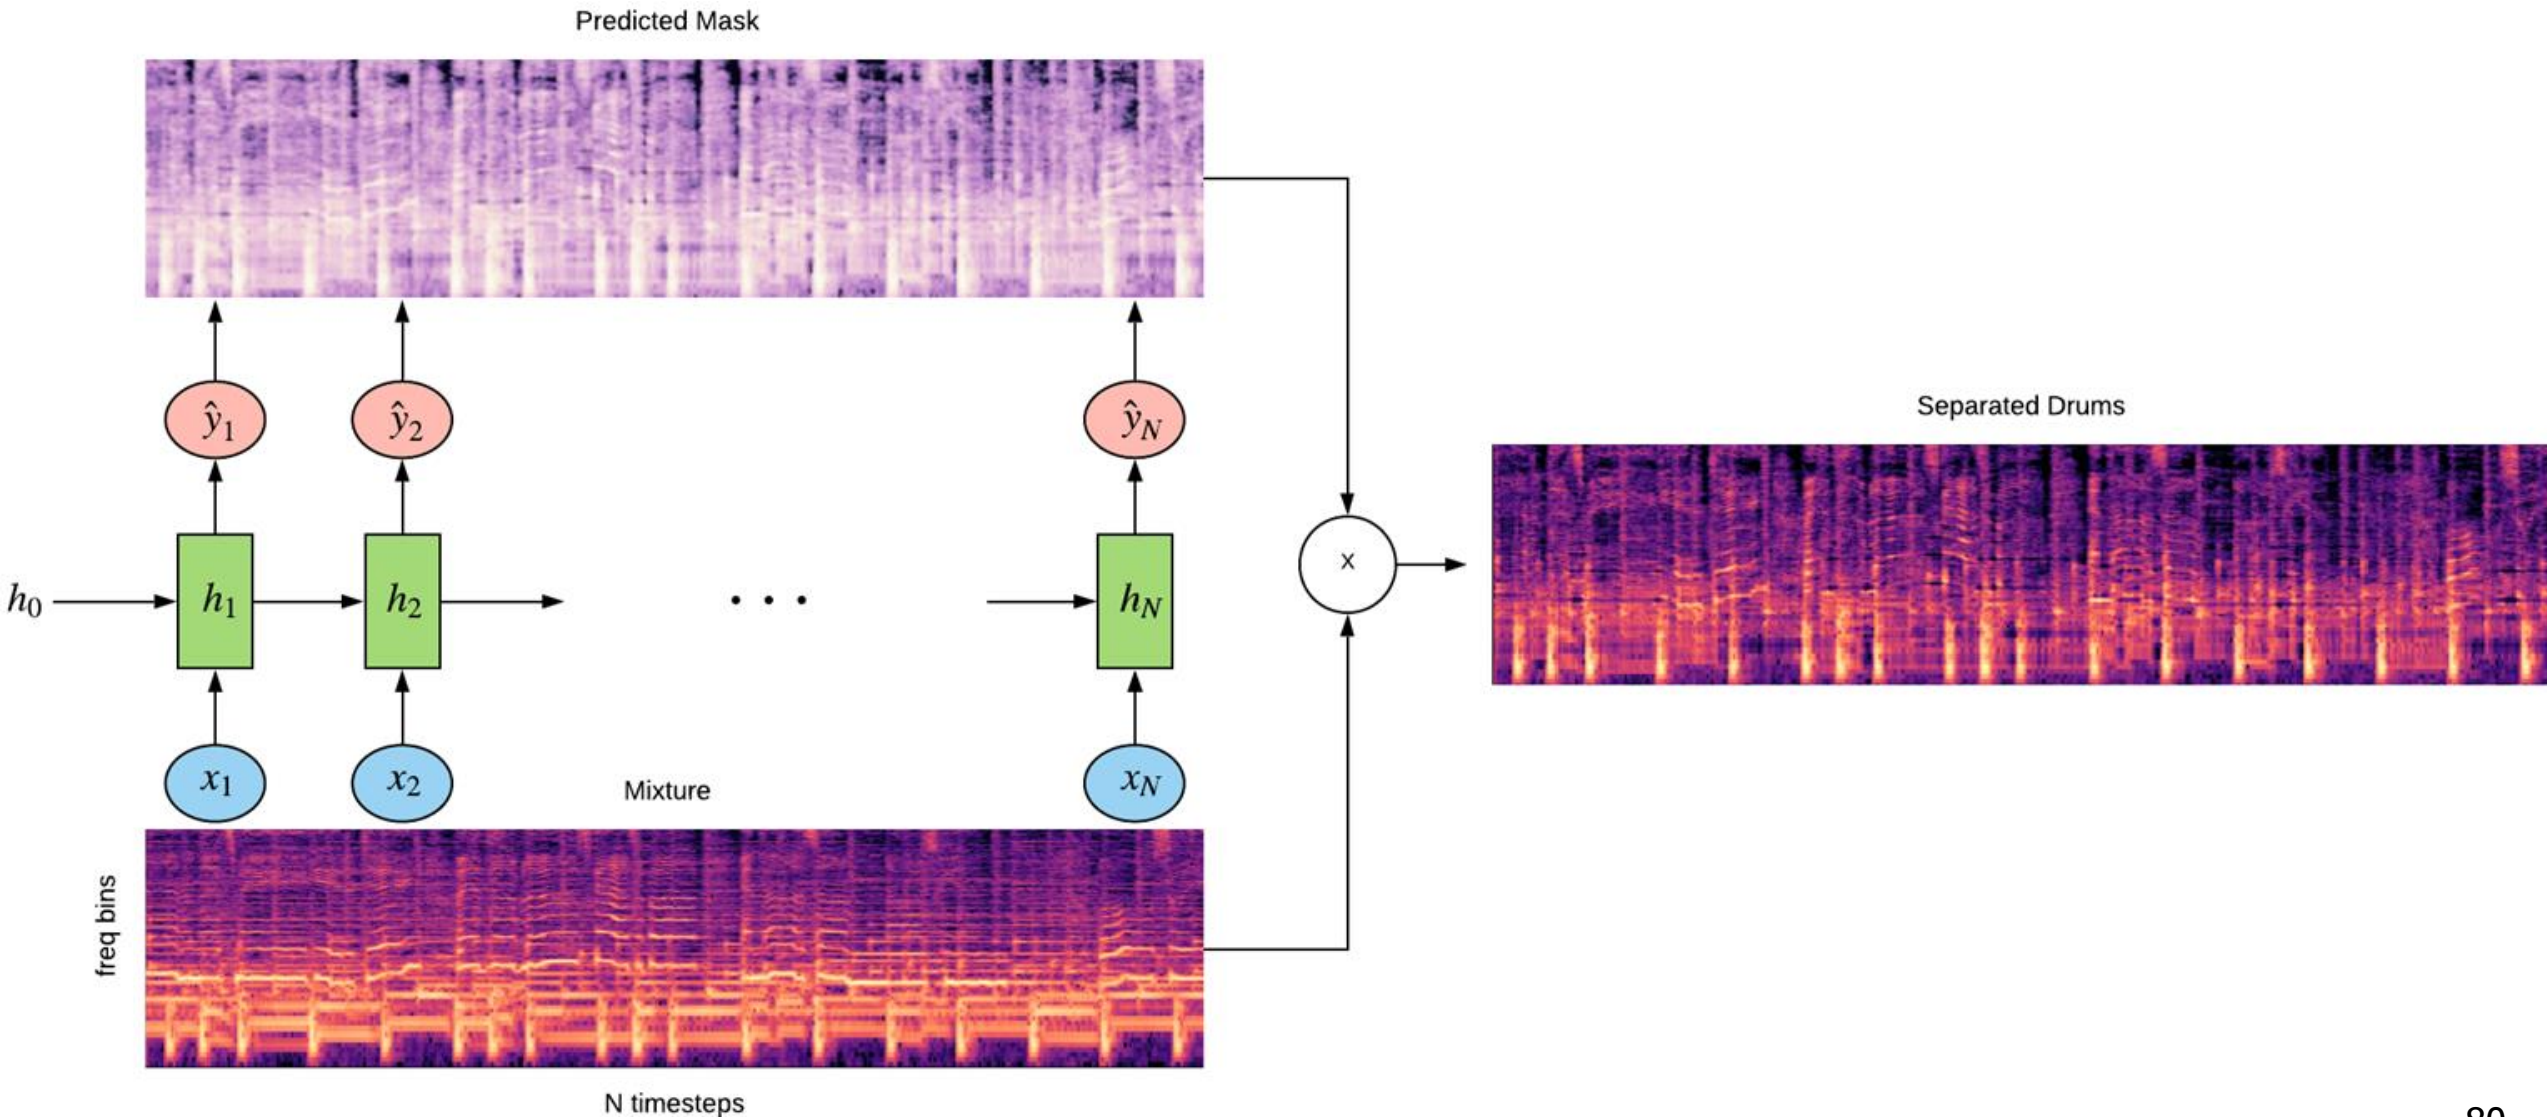 Predicted Mask
ŷ₁ ŷ₂ ŷN
Separated Drums
h₀ h₁ h₂ . . . hN
x
x₁ x₂ xN
Mixture
freq bins
N timesteps